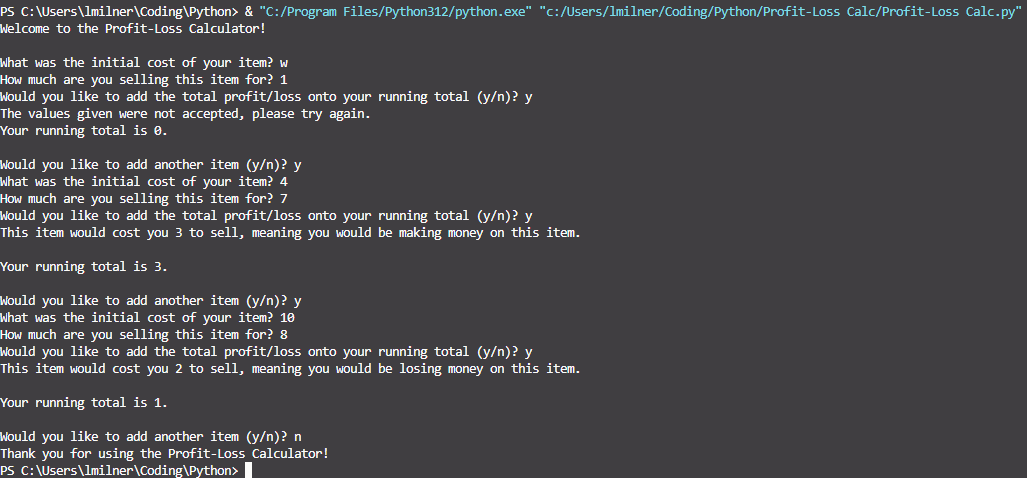 PS C:\Users\lmilner\Coding\Python> & "C:/Program Files/Python312/python.exe" "c:/Users/lmilner/Coding/Python/Profit-Loss Calc/Profit-Loss Calc.py"
Welcome to the Profit-Loss Calculator!
What was the initial cost of your item? w
How much are you selling this item for? 1
Would you like to add the total profit/loss onto your running total (y/n)? y
The values given were not accepted, please try again.
Your running total is 0.
Would you like to add another item (y/n)? y
What was the initial cost of your item? 4
How much are you selling this item for? 7
Would you like to add the total profit/loss onto your running total (y/n)? y
This item would cost you 3 to sell, meaning you would be making money on this item.
Your running total is 3.
Would you like to add another item (y/n)? y
What was the initial cost of your item? 10
How much are you selling this item for? 8
Would you like to add the total profit/loss onto your running total (y/n)? y
This item would cost you 2 to sell, meaning you would be losing money on this item.
Your running total is 1.
Would you like to add another item (y/n)? n
Thank you for using the Profit-Loss Calculator!
PS C:\Users\lmilner\Coding\Python>